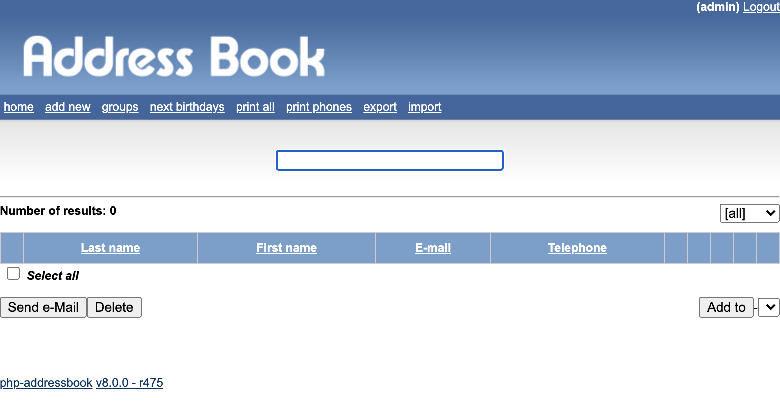 (admin) Logout
Address Book
home add new groups next birthdays print all print phones export import
Number of results: 0
[all]
Last name First name E-mail Telephone
Select all
Send e-Mail Delete Add to -
php-addressbook v8.0.0 - r475